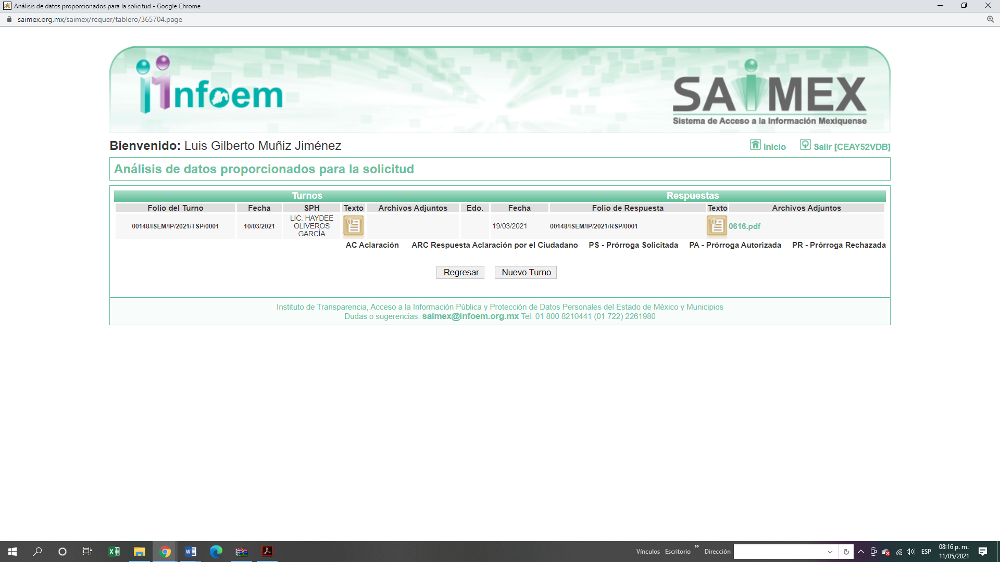 Análisis de datos proporcionados para la solicitud - Google Chrome
saimex.org.mx/saimex/requer/tablero/365704.page
infoem
SAIMEX
Sistema de Acceso a la Información Mexiquense
Bienvenido: Luis Gilberto Muñiz Jiménez
Inicio Salir [CEAY52VDB]
Análisis de datos proporcionados para la solicitud
Turnos Respuestas
Folio del Turno Fecha SPH Texto Archivos Adjuntos Edo. Fecha Folio de Respuesta Texto Archivos Adjuntos
00148/ISEM/IP/2021/TSP/0001 10/03/2021 LIC. HAYDEE OLIVEROS GARCÍA 19/03/2021 00148/ISEM/IP/2021/RSP/0001 0616.pdf
AC Aclaración ARC Respuesta Aclaración por el Ciudadano PS - Prórroga Solicitada PA - Prórroga Autorizada PR - Prórroga Rechazada
Regresar Nuevo Turno
Instituto de Transparencia, Acceso a la Información Pública y Protección de Datos Personales del Estado de México y Municipios
Dudas o sugerencias: saimex@infoem.org.mx Tel. 01 800 8210441 (01 722) 2261980
Vínculos Escritorio » Dirección ESP 08:16 p. m.
11/05/2021